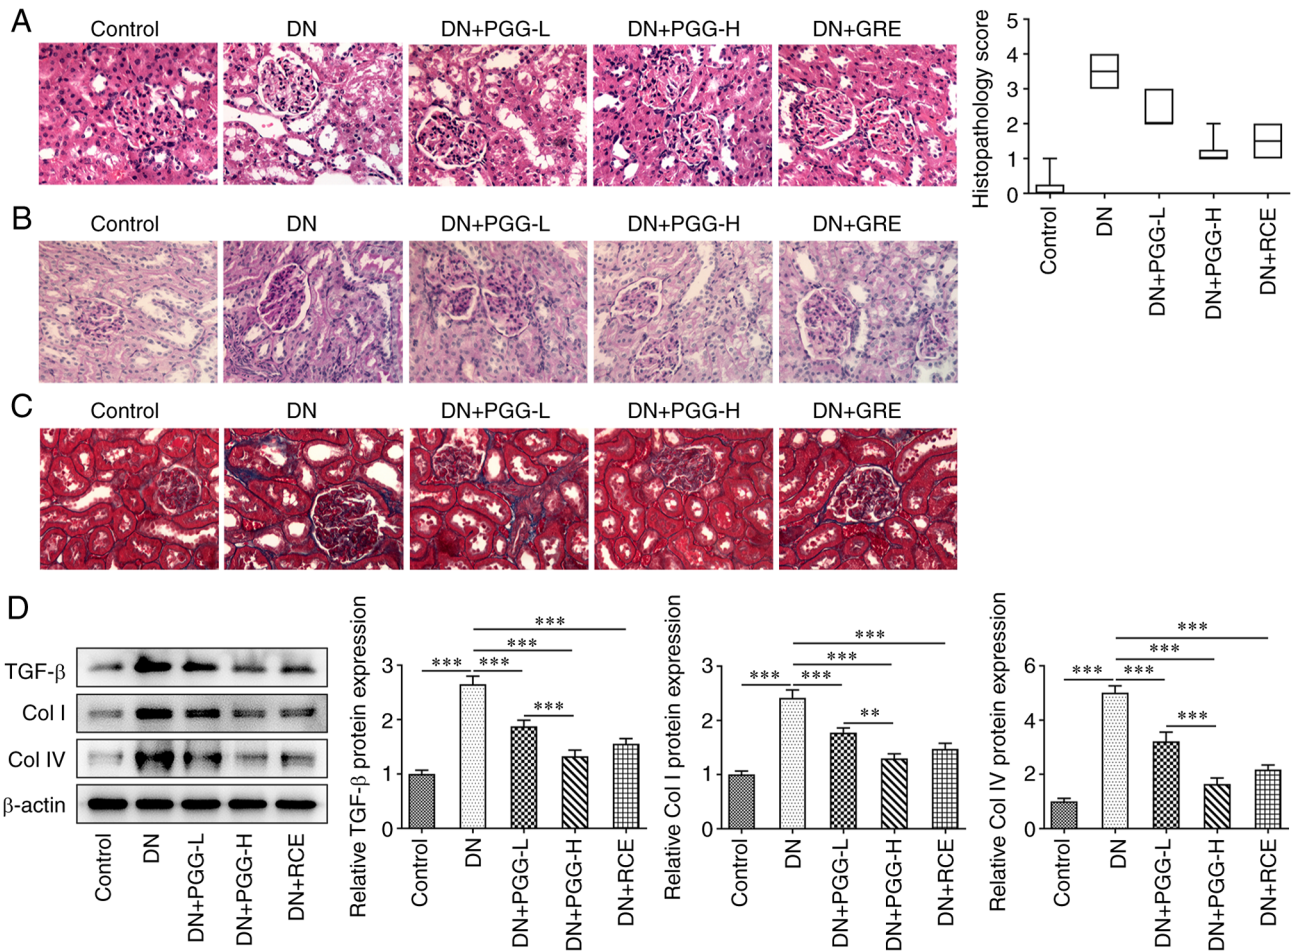 A
Control
DN
DN+PGG-L
DN+PGG-H
DN+GRE
Histopathology score
5
4
3
2
1
0
Control
DN
DN+PGG-L
DN+PGG-H
DN+RCE
B
Control
DN
DN+PGG-L
DN+PGG-H
DN+GRE
C
Control
DN
DN+PGG-L
DN+PGG-H
DN+GRE
D
TGF-β
Col I
Col IV
β-actin
Control
DN
DN+PGG-L
DN+PGG-H
DN+RCE
Relative TGF-β protein expression
3
2
1
0
***
***
*** ***
***
Control
DN
DN+PGG-L
DN+PGG-H
DN+RCE
Relative Col I protein expression
3
2
1
0
***
***
*** ***
**
Control
DN
DN+PGG-L
DN+PGG-H
DN+RCE
Relative Col IV protein expression
6
4
2
0
***
***
*** ***
***
Control
DN
DN+PGG-L
DN+PGG-H
DN+RCE